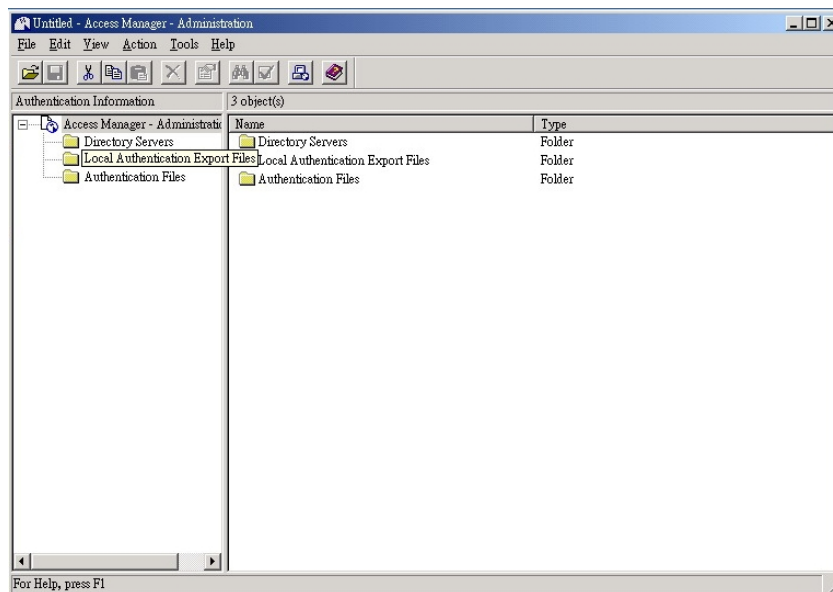 Untitled - Access Manager - Administration
File Edit View Action Tools Help
Authentication Information
3 object(s)
Access Manager - Administratic
Directory Servers
Local Authentication Export Files
Authentication Files
Name Type
Directory Servers Folder
Local Authentication Export Files Folder
Authentication Files Folder
For Help, press F1